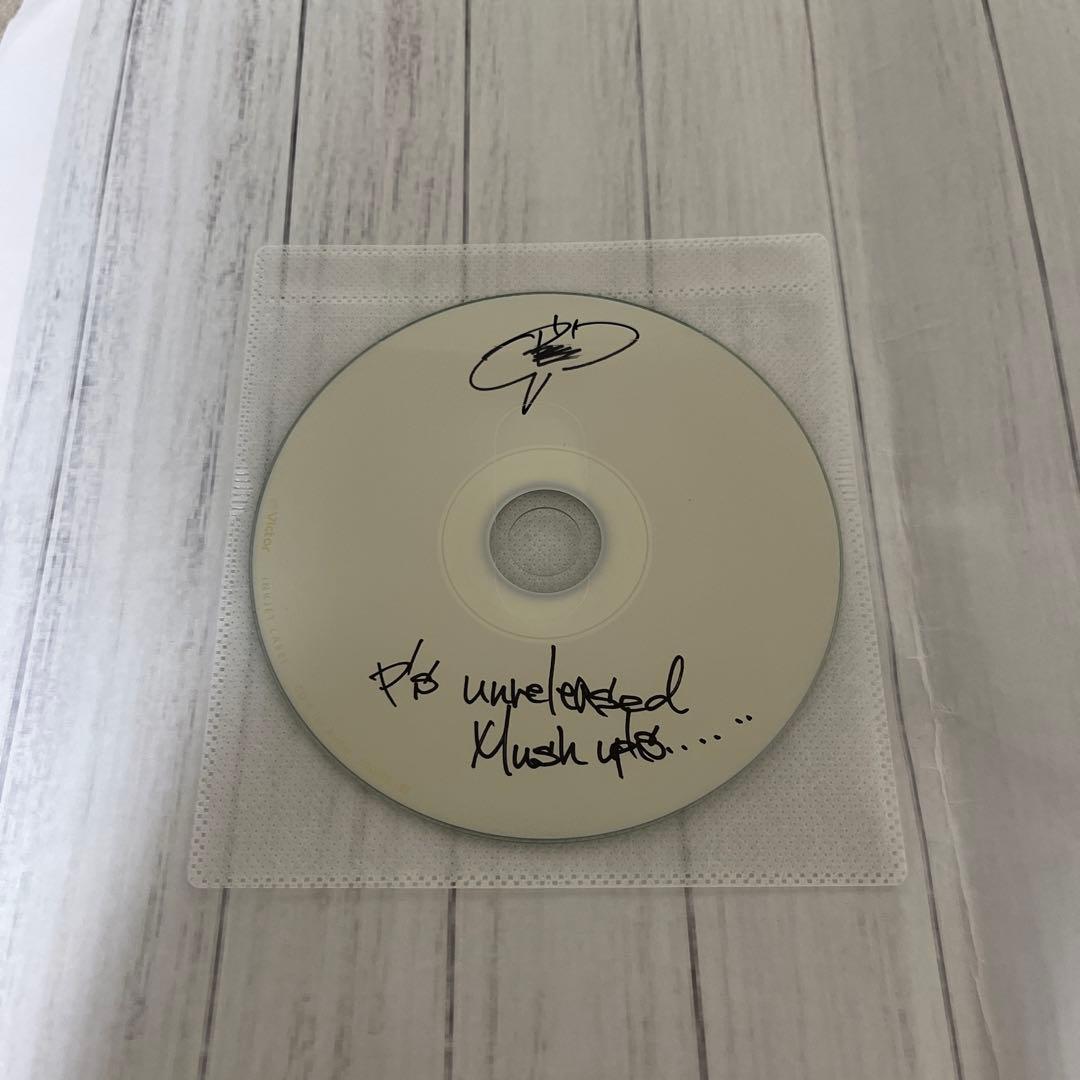 P's unreleased
Mush ups.......
Victor